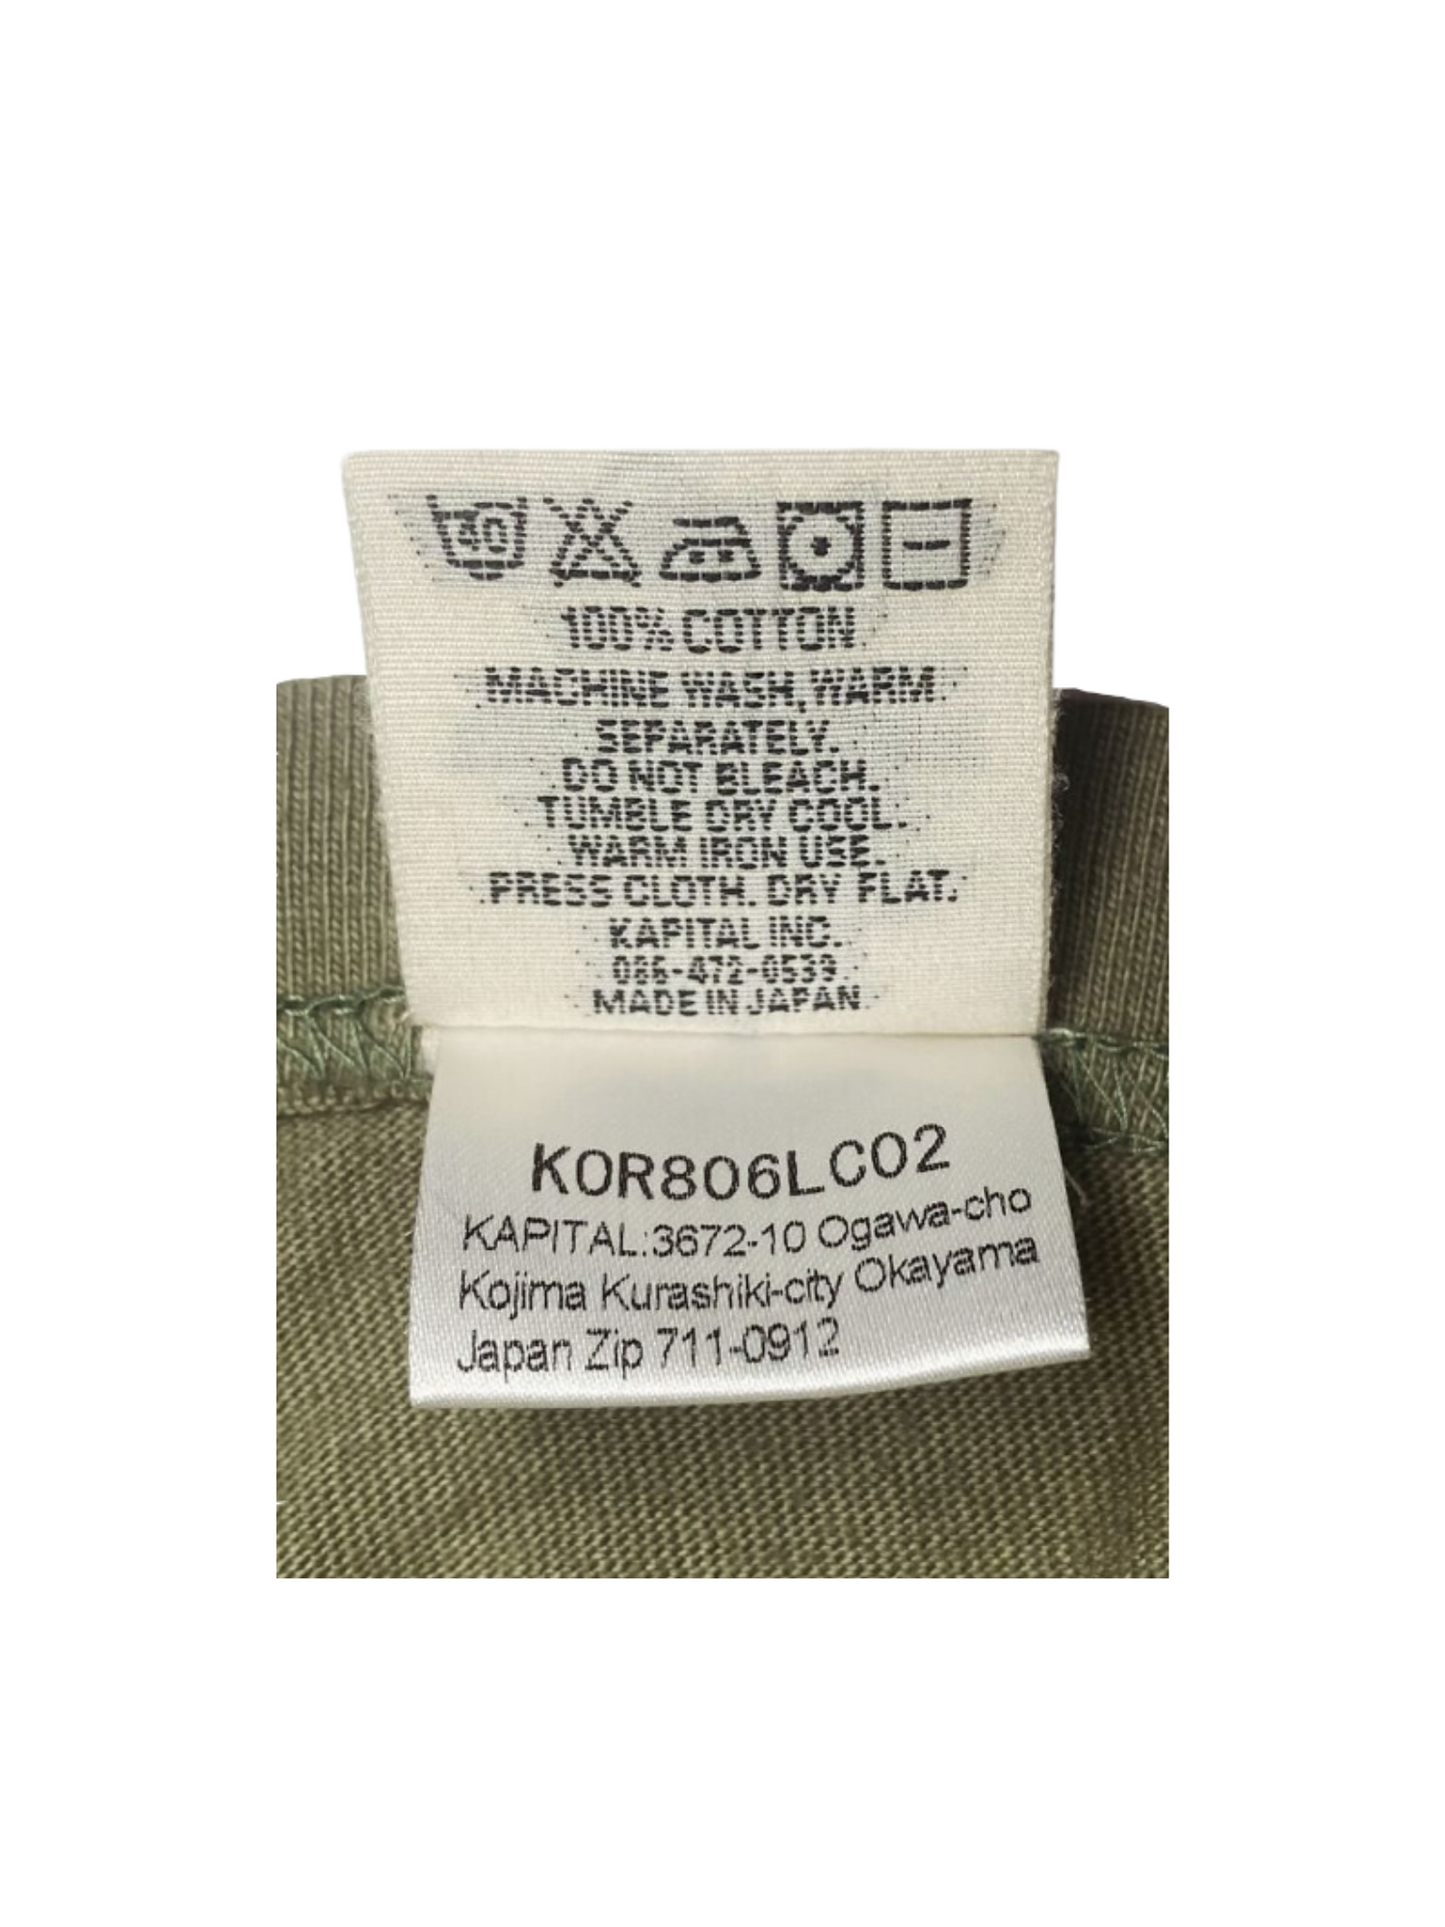 40
100% COTTON
MACHINE WASH, WARM
SEPARATELY.
DO NOT BLEACH.
TUMBLE DRY COOL.
WARM IRON USE.
PRESS CLOTH. DRY FLAT.
KAPITAL INC.
086-472-0539
MADE IN JAPAN
KOR806LC02
KAPITAL:3672-10 Ogawa-cho
Kojima Kurashiki-city Okayama
Japan Zip 711-0912